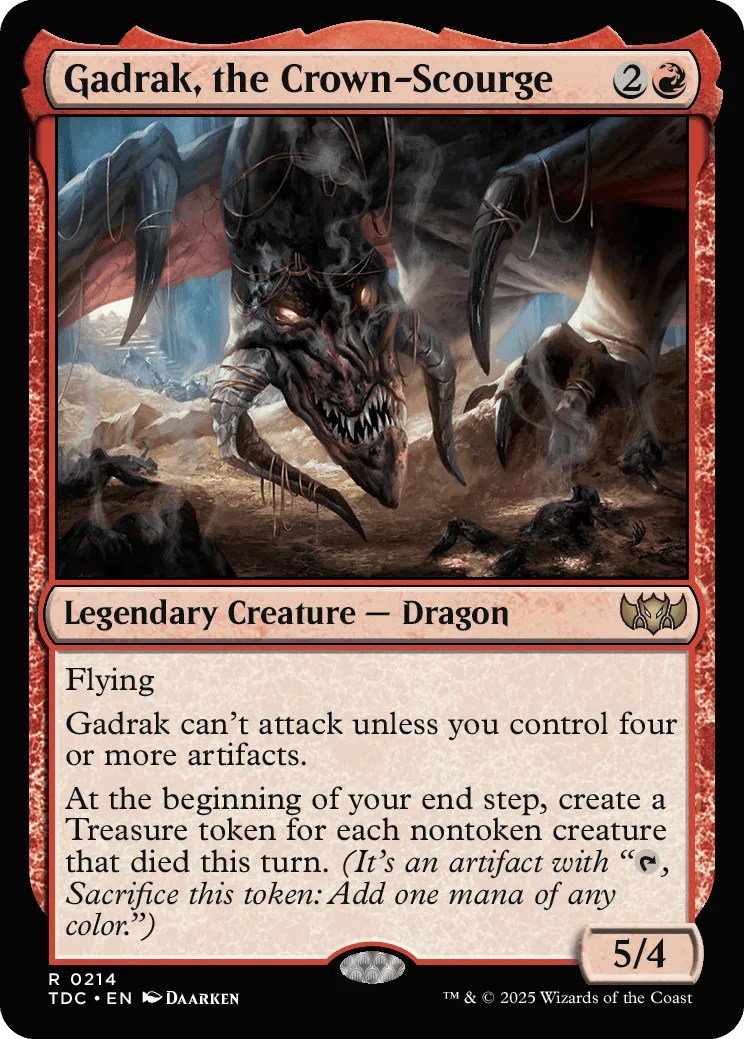 Gadrak, the Crown-Scourge 2
Legendary Creature — Dragon
Flying
Gadrak can't attack unless you control four
or more artifacts.
At the beginning of your end step, create a
Treasure token for each nontoken creature
that died this turn. (It's an artifact with “,
Sacrifice this token: Add one mana of any
color.”)
5/4
R 0214
TDC • EN DAARKEN
™ & © 2025 Wizards of the Coast